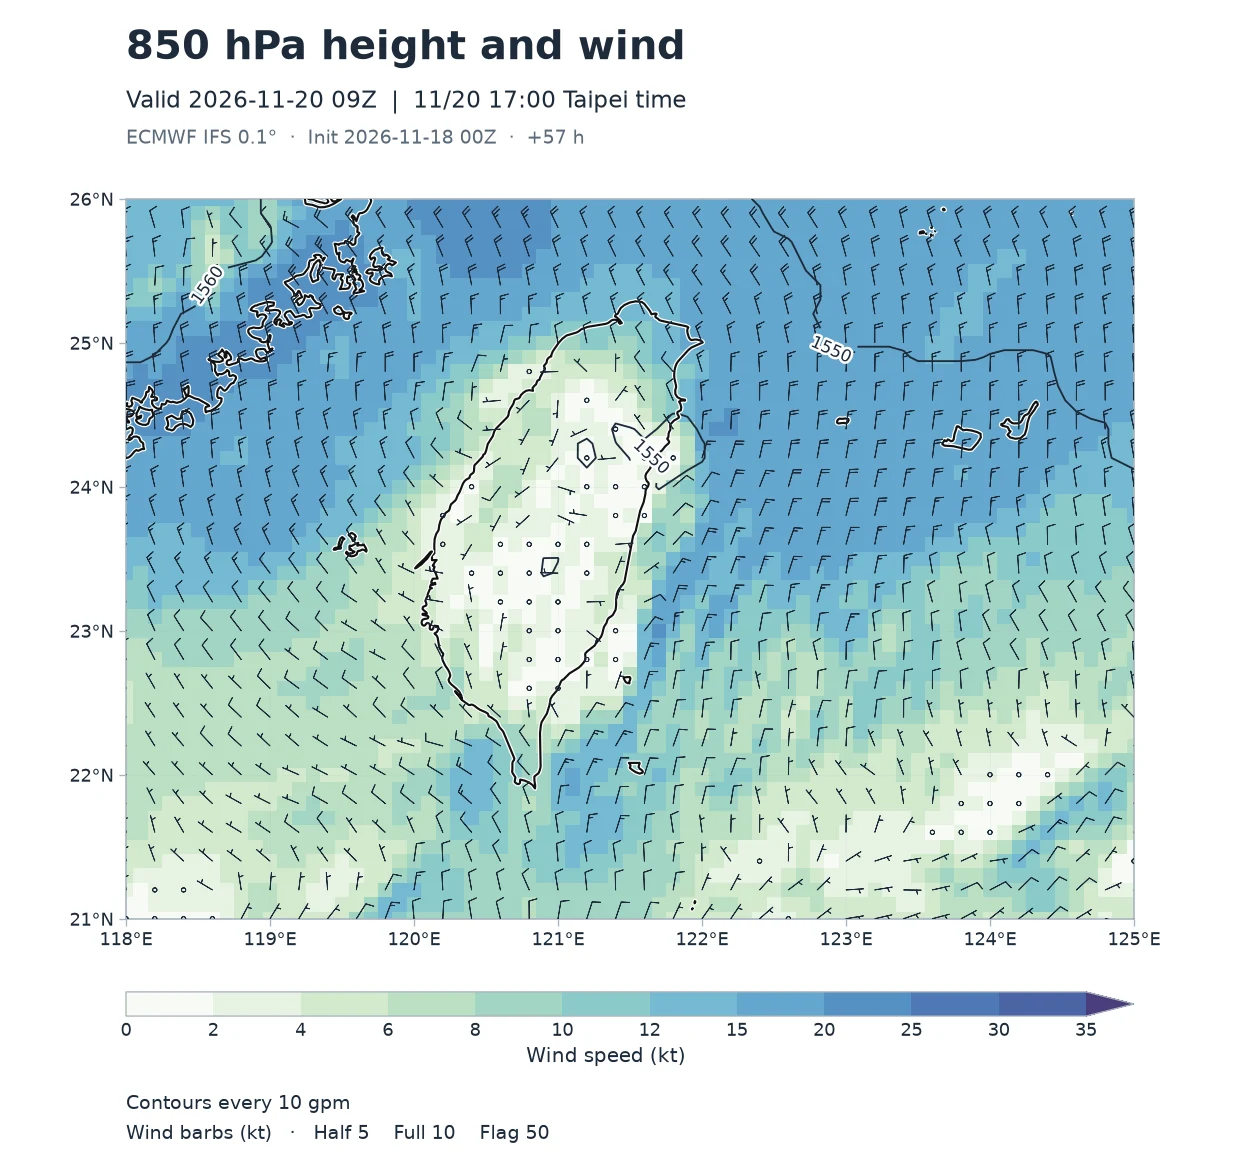 850 hPa height and wind
Valid 2026-11-20 09Z | 11/20 17:00 Taipei time
ECMWF IFS 0.1° · Init 2026-11-18 00Z · +57 h
26°N
25°N
24°N
23°N
22°N
21°N
1560
1550
1550
118°E 119°E 120°E 121°E 122°E 123°E 124°E 125°E
0 2 4 6 8 10 12 15 20 25 30 35
Wind speed (kt)
Contours every 10 gpm
Wind barbs (kt) · Half 5 Full 10 Flag 50